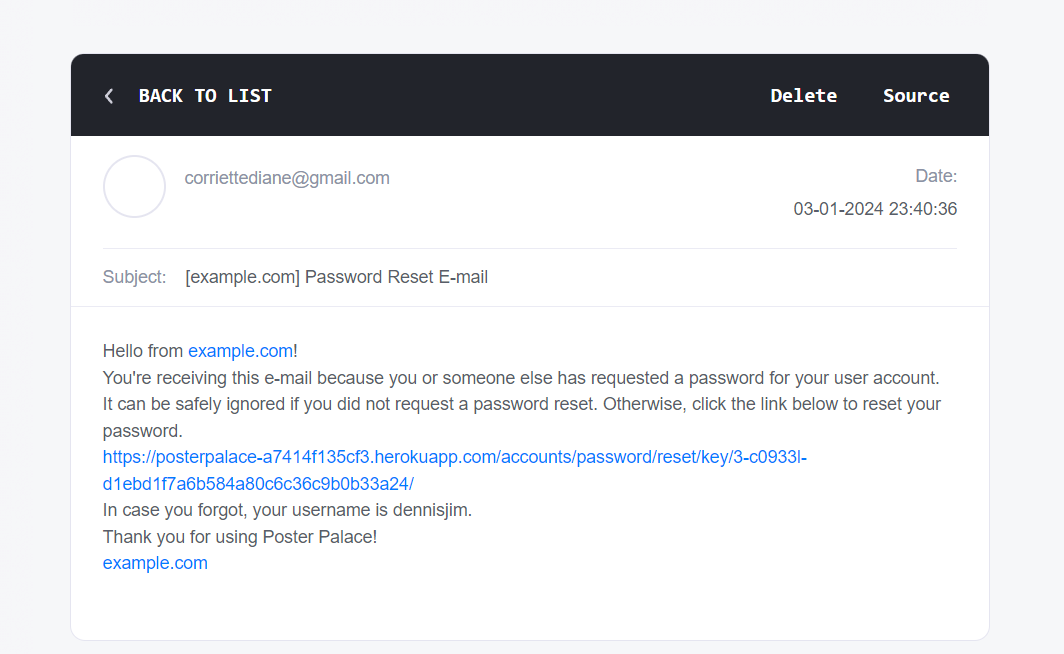 BACK TO LIST Delete Source
corriettediane@gmail.com Date:
03-01-2024 23:40:36
Subject: [example.com] Password Reset E-mail
Hello from example.com!
You're receiving this e-mail because you or someone else has requested a password for your user account.
It can be safely ignored if you did not request a password reset. Otherwise, click the link below to reset your
password.
https://posterpalace-a7414f135cf3.herokuapp.com/accounts/password/reset/key/3-c0933l-
d1ebd1f7a6b584a80c6c36c9b0b33a24/
In case you forgot, your username is dennisjim.
Thank you for using Poster Palace!
example.com